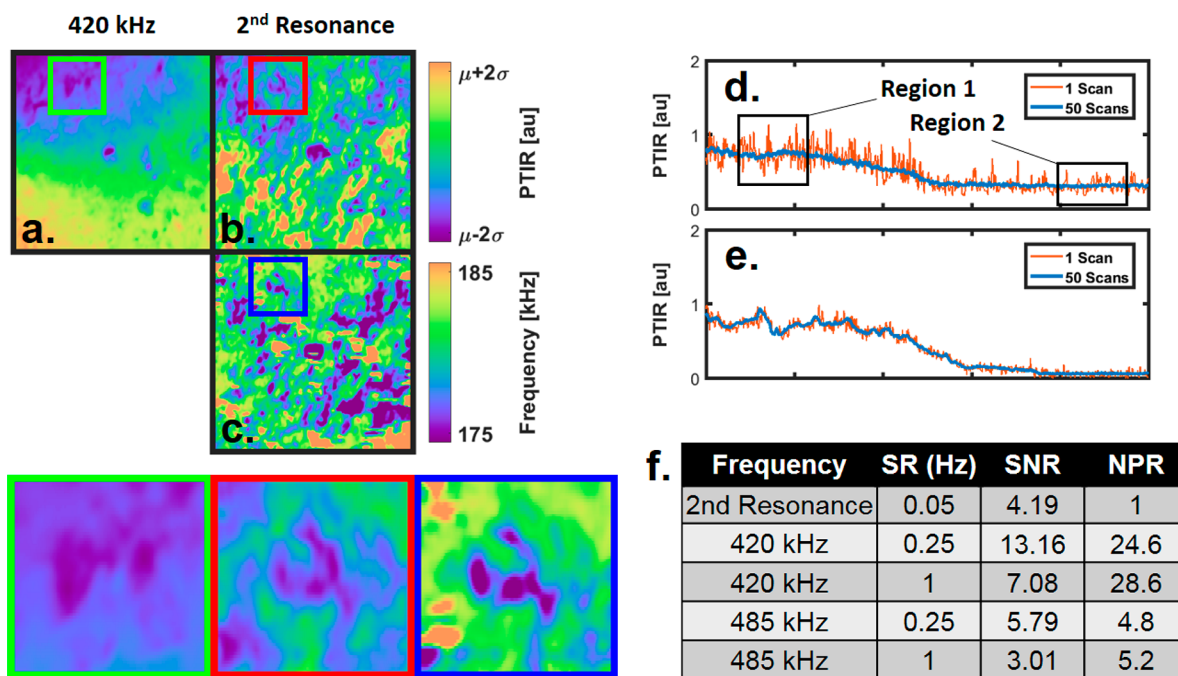 420 kHz
2nd Resonance
a.
b.
c.
μ+2σ
PTIR [au]
μ-2σ
185
Frequency [kHz]
175
d.
Region 1
Region 2
1 Scan
50 Scans
2
1
0
PTIR [au]
e.
1 Scan
50 Scans
2
1
0
PTIR [au]
f.
Frequency SR (Hz) SNR NPR
2nd Resonance 0.05 4.19 1
420 kHz 0.25 13.16 24.6
420 kHz 1 7.08 28.6
485 kHz 0.25 5.79 4.8
485 kHz 1 3.01 5.2